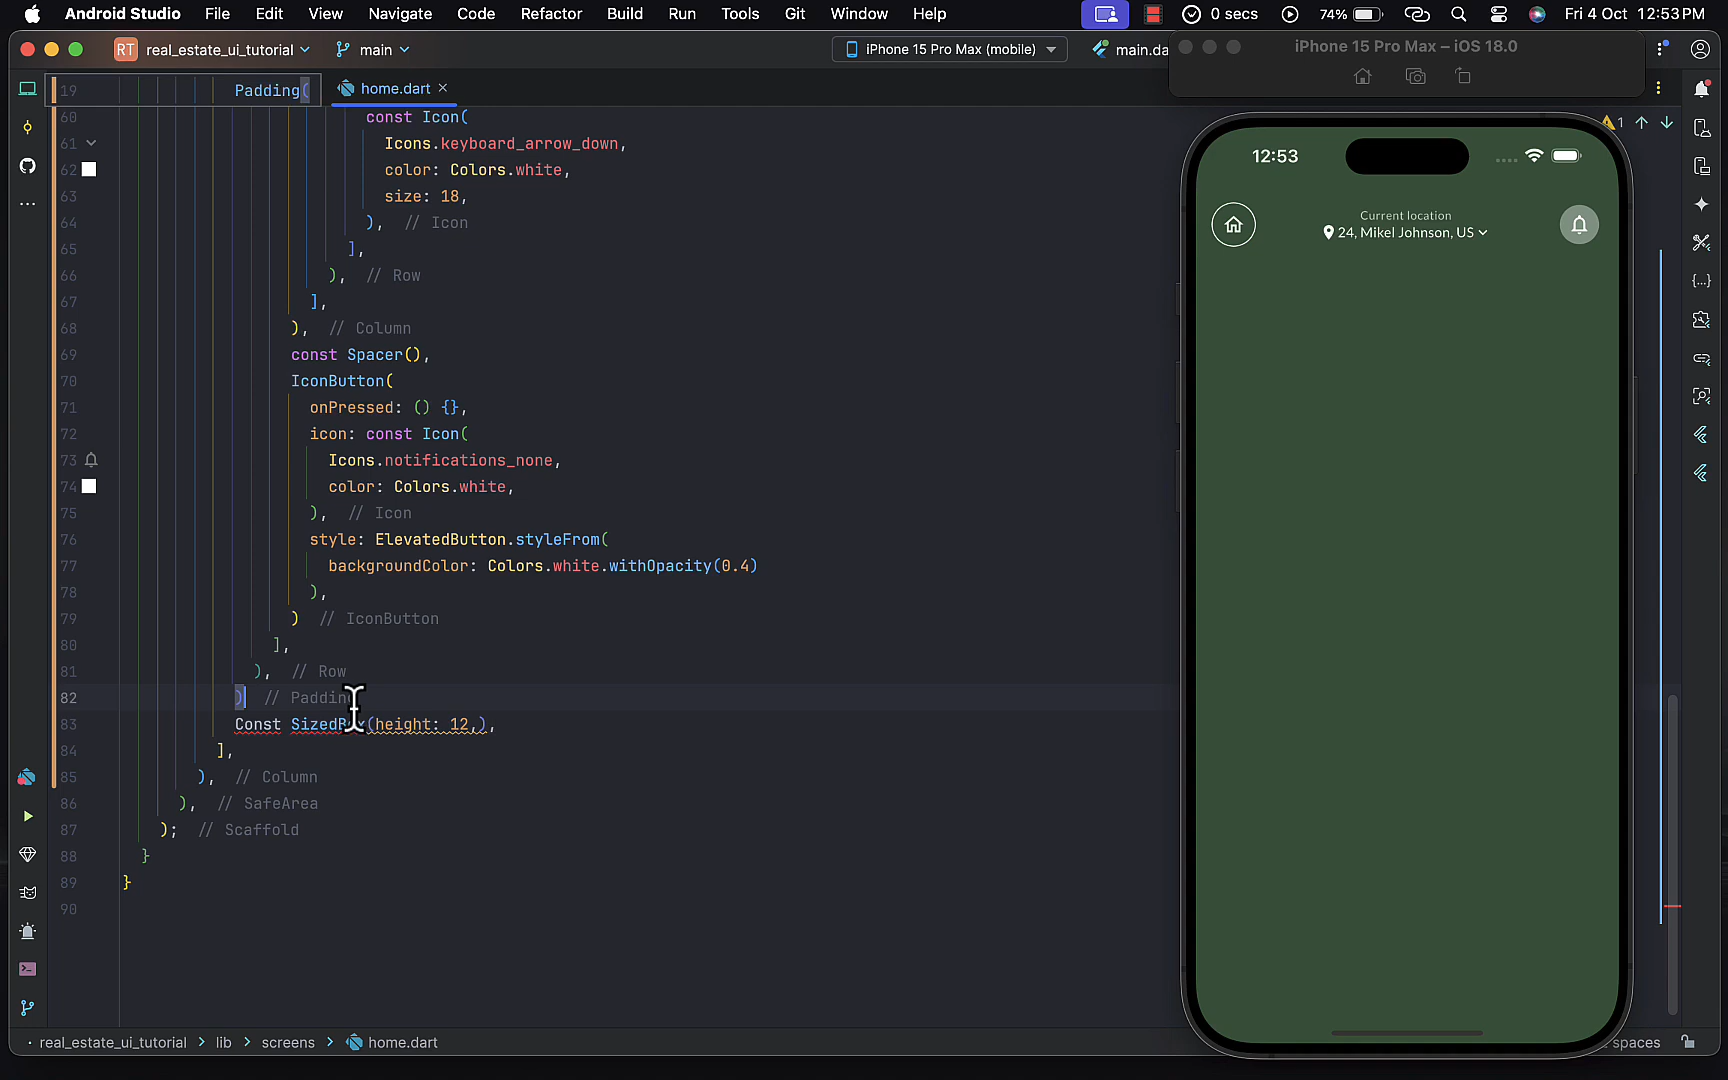 Android Studio File Edit View Navigate Code Refactor Build Run Tools Git Window Help 0 secs 74% Fri 4 Oct 12:53 PM
RT real_estate_ui_tutorial main iPhone 15 Pro Max (mobile) main.da
iPhone 15 Pro Max – iOS 18.0
19 Padding(
home.dart
1
60 const Icon(
61 Icons.keyboard_arrow_down,
62 color: Colors.white,
63 size: 18,
64 ), // Icon
65 ],
66 ), // Row
67 ],
68 ), // Column
69 const Spacer(),
70 IconButton(
71 onPressed: () {},
72 icon: const Icon(
73 Icons.notifications_none,
74 color: Colors.white,
75 ), // Icon
76 style: ElevatedButton.styleFrom(
77 backgroundColor: Colors.white.withOpacity(0.4)
78 ),
79 ) // IconButton
80 ],
81 ), // Row
82 ) // Padding
83 Const SizedBox(height: 12,),
84 ],
85 ), // Column
86 ), // SafeArea
87 ); // Scaffold
88 }
89 }
90
12:53
Current location
24, Mikel Johnson, US
real_estate_ui_tutorial > lib > screens > home.dart
spaces